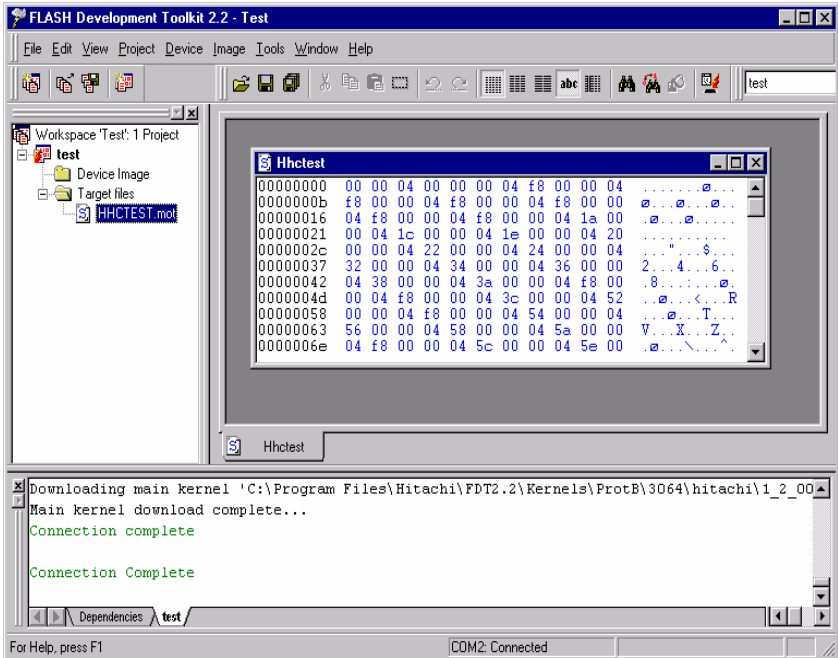 FLASH Development Toolkit 2.2 - Test
File Edit View Project Device Image Tools Window Help
abc
test
Workspace 'Test': 1 Project
test
Device Image
Target files
HHCTEST.mot
Hhctest
00000000 00 00 04 00 00 00 04 f8 00 00 04 .......ø...
0000000b f8 00 00 04 f8 00 00 04 f8 00 00 ø...ø...ø..
00000016 04 f8 00 00 04 f8 00 00 04 1a 00 .ø...ø.....
00000021 00 04 1c 00 00 04 1e 00 00 04 20 .......... 
0000002c 00 00 04 22 00 00 04 24 00 00 04 ..."...$...
00000037 32 00 00 04 34 00 00 04 36 00 00 2...4...6..
00000042 04 38 00 00 04 3a 00 00 04 f8 00 .8...:...ø.
0000004d 00 04 f8 00 00 04 3c 00 00 04 52 ..ø...<...R
00000058 00 00 04 f8 00 00 04 54 00 00 04 ...ø...T...
00000063 56 00 00 04 58 00 00 04 5a 00 00 V...X...Z..
0000006e 04 f8 00 00 04 5c 00 00 04 5e 00 .ø...\...^.
Hhctest
Downloading main kernel 'C:\Program Files\Hitachi\FDT2.2\Kernels\ProtB\3064\hitachi\1_2_00
Main kernel download complete...
Connection complete
Connection Complete
Dependencies test
For Help, press F1
COM2: Connected